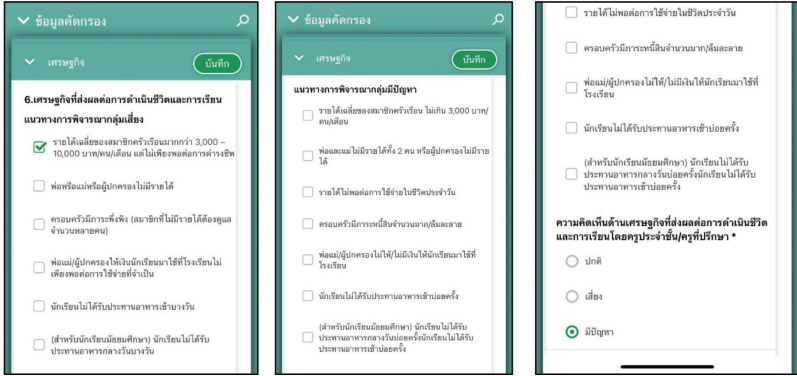 ข้อมูลคัดกรอง
เศรษฐกิจ
บันทึก
6.เศรษฐกิจที่ส่งผลต่อการดำเนินชีวิตและการเรียน
แนวทางการพิจารณากลุ่มเสี่ยง
รายได้เฉลี่ยของสมาชิกครัวเรือนมากกว่า 3,000 –
10,000 บาท/คน/เดือน แต่ไม่เพียงพอต่อการดำรงชีพ
พ่อหรือแม่หรือผู้ปกครองไม่มีรายได้
ครอบครัวมีภาระพึ่งพิง (สมาชิกที่ไม่มีรายได้ต้องดูแล
จำนวนหลายคน)
พ่อแม่/ผู้ปกครองให้เงินนักเรียนมาใช้ที่โรงเรียนไม่
เพียงพอต่อการใช้จ่ายที่จำเป็น
นักเรียนไม่ได้รับประทานอาหารเช้าบางวัน
(สำหรับนักเรียนมัธยมศึกษา) นักเรียนไม่ได้รับ
ประทานอาหารกลางวันบางวัน
ข้อมูลคัดกรอง
เศรษฐกิจ
บันทึก
แนวทางการพิจารณากลุ่มมีปัญหา
รายได้เฉลี่ยของสมาชิกครัวเรือน ไม่เกิน 3,000 บาท/
คน/เดือน
พ่อและแม่ไม่มีรายได้ทั้ง 2 คน หรือผู้ปกครองไม่มีราย
ได้
รายได้ไม่พอต่อการใช้จ่ายในชีวิตประจำวัน
ครอบครัวมีภาระหนี้สินจำนวนมาก/ล้มละลาย
พ่อแม่/ผู้ปกครองไม่ให้/ไม่มีเงินให้นักเรียนมาใช้ที่
โรงเรียน
นักเรียนไม่ได้รับประทานอาหารเช้าบ่อยครั้ง
(สำหรับนักเรียนมัธยมศึกษา) นักเรียนไม่ได้รับ
ประทานอาหารกลางวันบ่อยครั้งนักเรียนไม่ได้รับ
ประทานอาหารเช้าบ่อยครั้ง
รายได้ไม่พอต่อการใช้จ่ายในชีวิตประจำวัน
ครอบครัวมีภาระหนี้สินจำนวนมาก/ล้มละลาย
พ่อแม่/ผู้ปกครองไม่ให้/ไม่มีเงินให้นักเรียนมาใช้ที่
โรงเรียน
นักเรียนไม่ได้รับประทานอาหารเช้าบ่อยครั้ง
(สำหรับนักเรียนมัธยมศึกษา) นักเรียนไม่ได้รับ
ประทานอาหารกลางวันบ่อยครั้งนักเรียนไม่ได้รับ
ประทานอาหารเช้าบ่อยครั้ง
ความคิดเห็นด้านเศรษฐกิจที่ส่งผลต่อการดำเนินชีวิต
และการเรียนโดยครูประจำชั้น/ครูที่ปรึกษา *
ปกติ
เสี่ยง
มีปัญหา